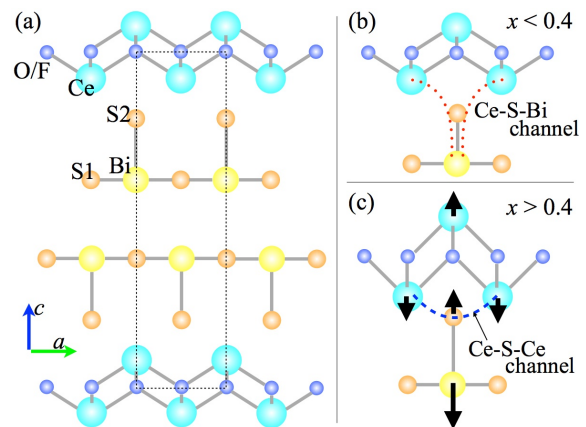 (a)
O/F
Ce
S2
S1
Bi
c
a
(b)
x < 0.4
Ce-S-Bi
channel
(c)
x > 0.4
Ce-S-Ce
channel